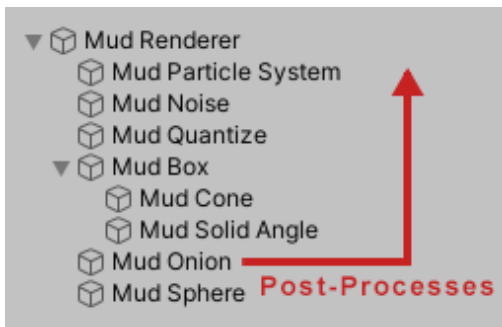 Mud Renderer
Mud Particle System
Mud Noise
Mud Quantize
Mud Box
Mud Cone
Mud Solid Angle
Mud Onion
Mud Sphere
Post-Processes